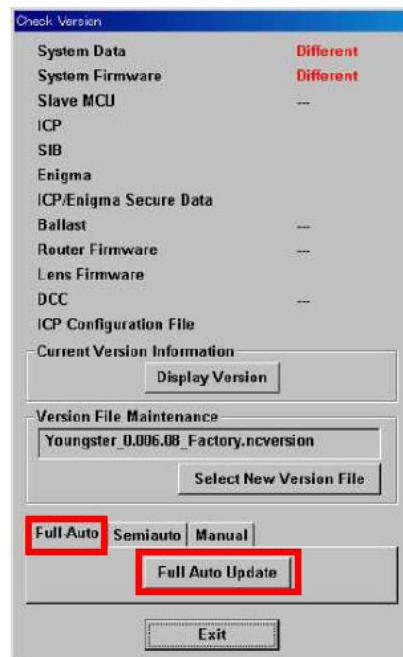 Check Version
System Data Different
System Firmware Different
Slave MCU ---
ICP
SIB
Enigma
ICP/Enigma Secure Data
Ballast ---
Router Firmware ---
Lens Firmware
DCC ---
ICP Configuration File
Current Version Information
Display Version
Version File Maintenance
Youngster_0.006.08_Factory.ncversion
Select New Version File
Full Auto Semiauto Manual
Full Auto Update
Exit